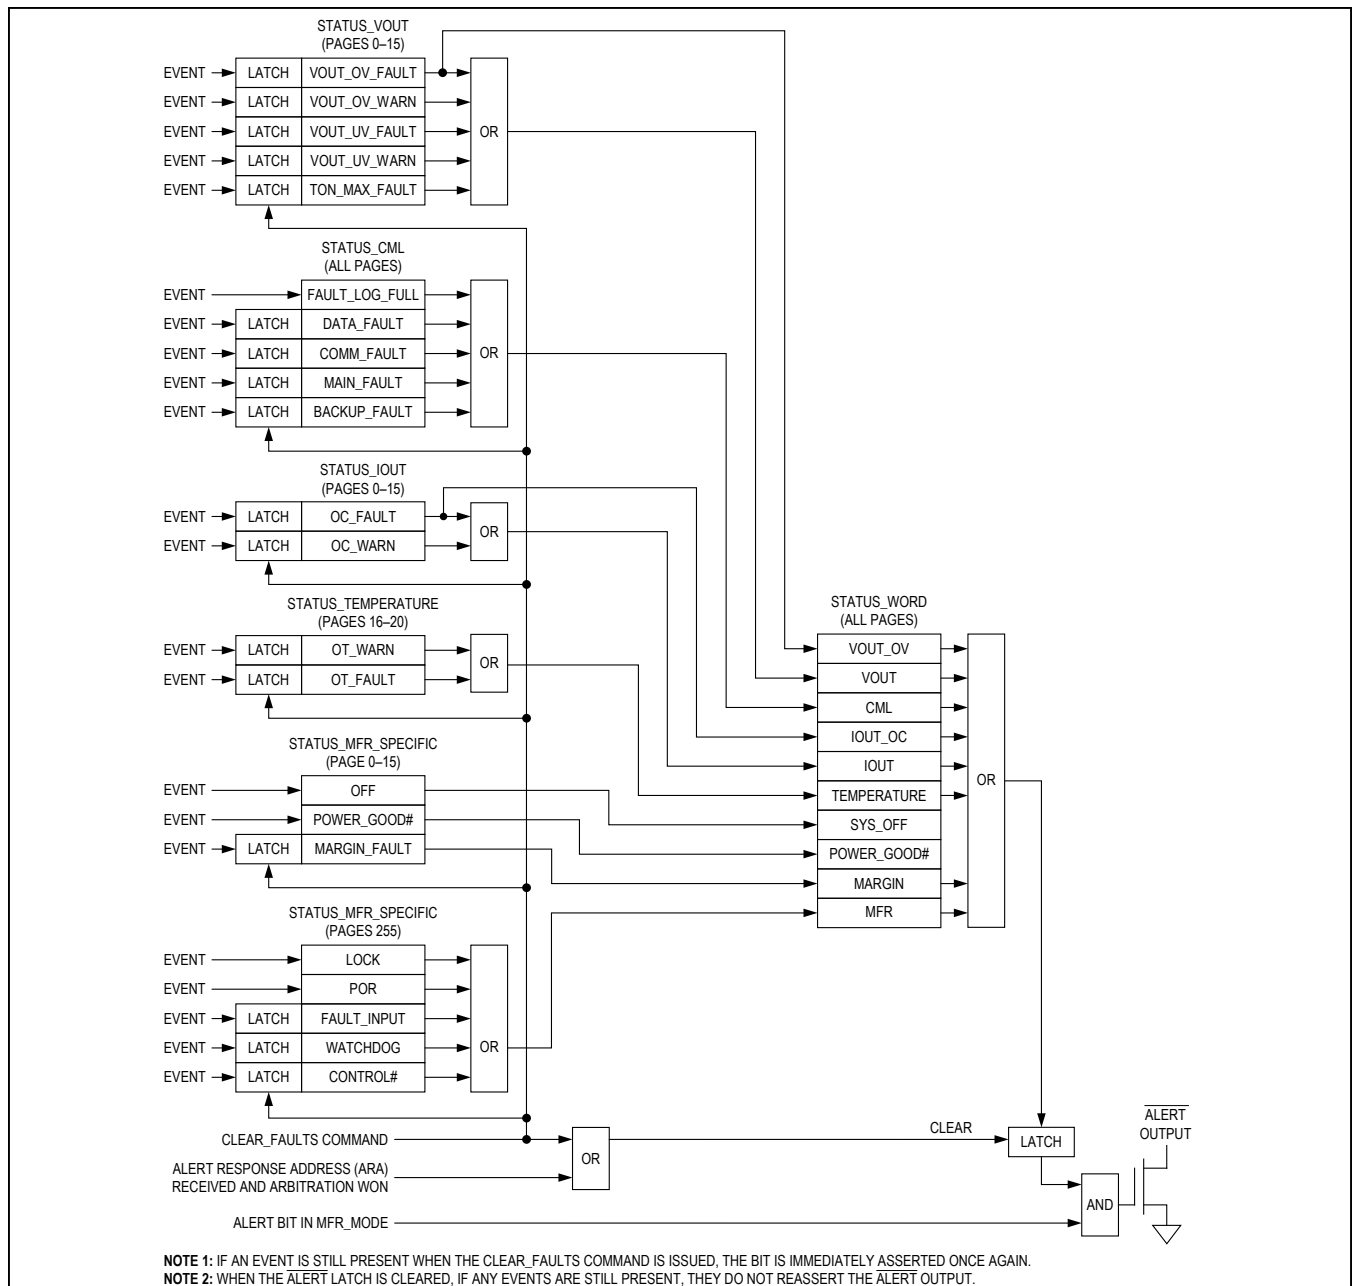 STATUS_VOUT
(PAGES 0–15)
EVENT LATCH VOUT_OV_FAULT
EVENT LATCH VOUT_OV_WARN
EVENT LATCH VOUT_UV_FAULT OR
EVENT LATCH VOUT_UV_WARN
EVENT LATCH TON_MAX_FAULT
STATUS_CML
(ALL PAGES)
EVENT FAULT_LOG_FULL
EVENT LATCH DATA_FAULT
EVENT LATCH COMM_FAULT OR
EVENT LATCH MAIN_FAULT
EVENT LATCH BACKUP_FAULT
STATUS_IOUT
(PAGES 0–15)
EVENT LATCH OC_FAULT
OR
EVENT LATCH OC_WARN
STATUS_TEMPERATURE
(PAGES 16–20)
EVENT LATCH OT_WARN
OR
EVENT LATCH OT_FAULT
STATUS_MFR_SPECIFIC
(PAGE 0–15)
EVENT OFF
EVENT POWER_GOOD#
EVENT LATCH MARGIN_FAULT
STATUS_MFR_SPECIFIC
(PAGES 255)
EVENT LOCK
EVENT POR
EVENT LATCH FAULT_INPUT
EVENT LATCH WATCHDOG OR
EVENT LATCH CONTROL#
STATUS_WORD
(ALL PAGES)
VOUT_OV
VOUT
CML
IOUT_OC
IOUT
OR
TEMPERATURE
SYS_OFF
POWER_GOOD#
MARGIN
MFR
CLEAR_FAULTS COMMAND
OR
ALERT RESPONSE ADDRESS (ARA)
RECEIVED AND ARBITRATION WON
CLEAR
LATCH
ALERT
OUTPUT
AND
ALERT BIT IN MFR_MODE
NOTE 1: IF AN EVENT IS STILL PRESENT WHEN THE CLEAR_FAULTS COMMAND IS ISSUED, THE BIT IS IMMEDIATELY ASSERTED ONCE AGAIN.
NOTE 2: WHEN THE ALERT LATCH IS CLEARED, IF ANY EVENTS ARE STILL PRESENT, THEY DO NOT REASSERT THE ALERT OUTPUT.